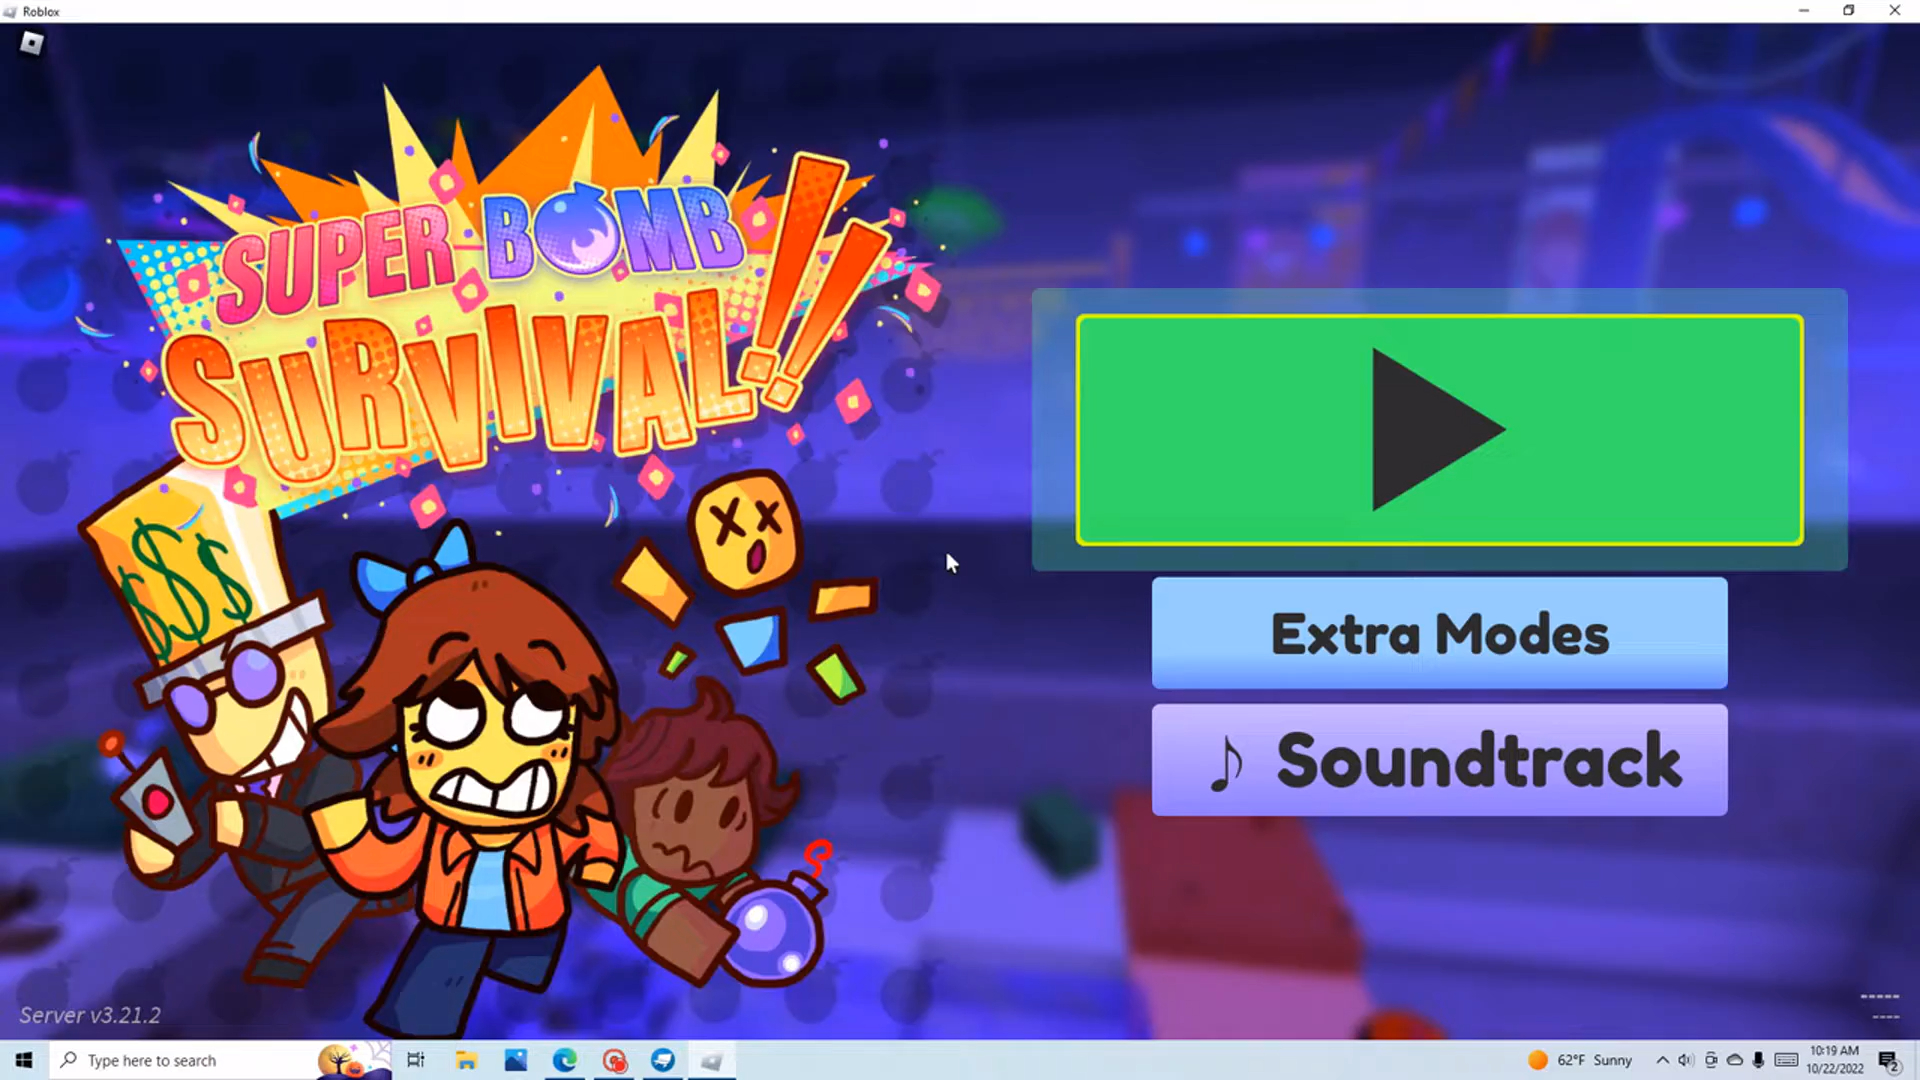 Roblox
SUPER BOMB
SURVIVAL!!
$$$
Extra Modes
♪ Soundtrack
Server v3.21.2
-----
----
Type here to search
62°F Sunny
10:19 AM
10/22/2022
2